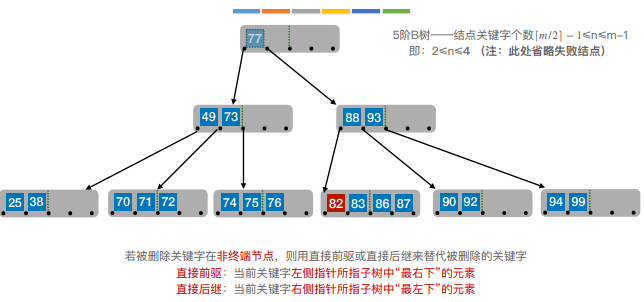 5阶B树——结点关键字个数⌈m/2⌉ − 1≤n≤m−1
即：2≤n≤4 （注：此处省略失败结点）
77
49 73
88 93
25 38
70 71 72
74 75 76
82 83 86 87
90 92
94 99
若被删除关键字在非终端节点，则用直接前驱或直接后继来替代被删除的关键字
直接前驱：当前关键字左侧指针所指子树中“最右下”的元素
直接后继：当前关键字右侧指针所指子树中“最左下”的元素